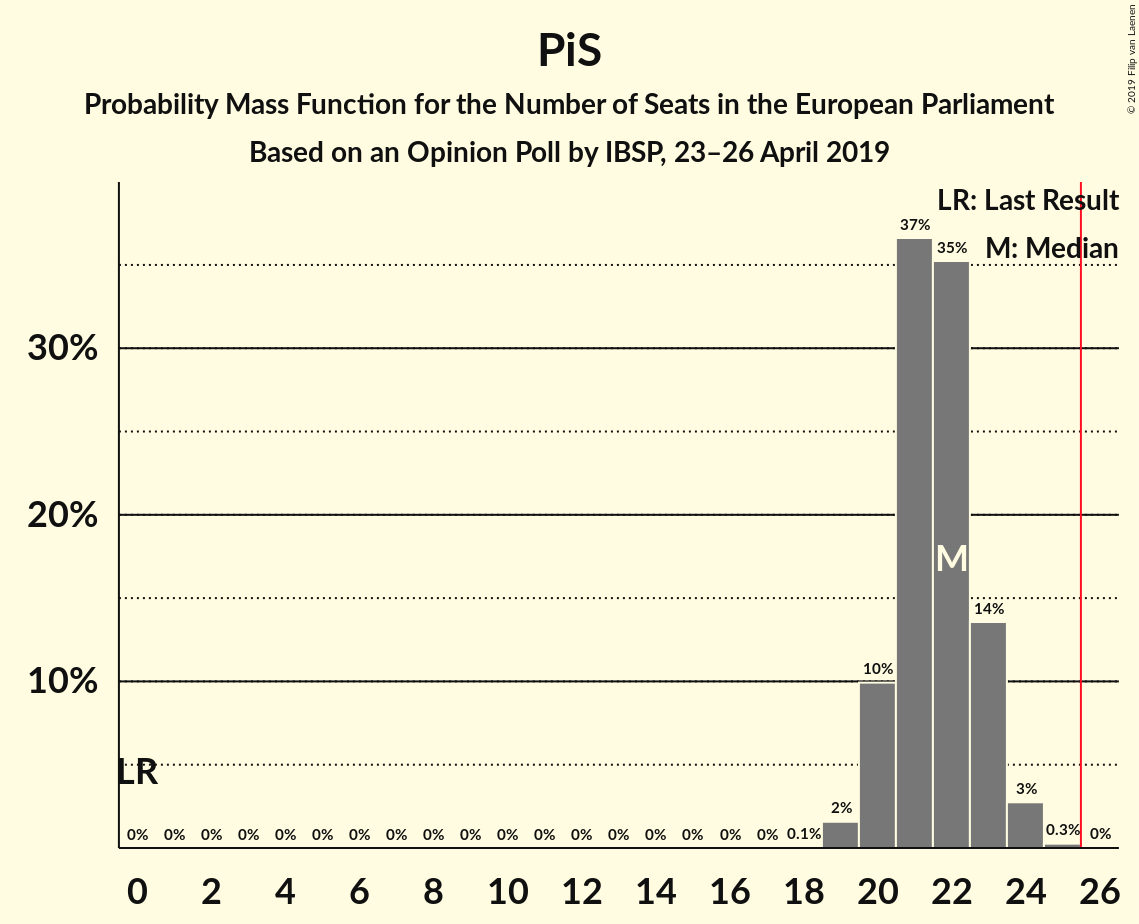 © 2019 Filip van Laenen
PiS
Probability Mass Function for the Number of Seats in the European Parliament
Based on an Opinion Poll by IBSP, 23–26 April 2019
LR: Last Result
M: Median
37%
35%
30%
20%
M
14%
10%
10%
LR
3%
2%
0% 0% 0% 0% 0% 0% 0% 0% 0% 0% 0% 0% 0% 0% 0% 0% 0% 0% 0.1% 0.3% 0%
0 2 4 6 8 10 12 14 16 18 20 22 24 26